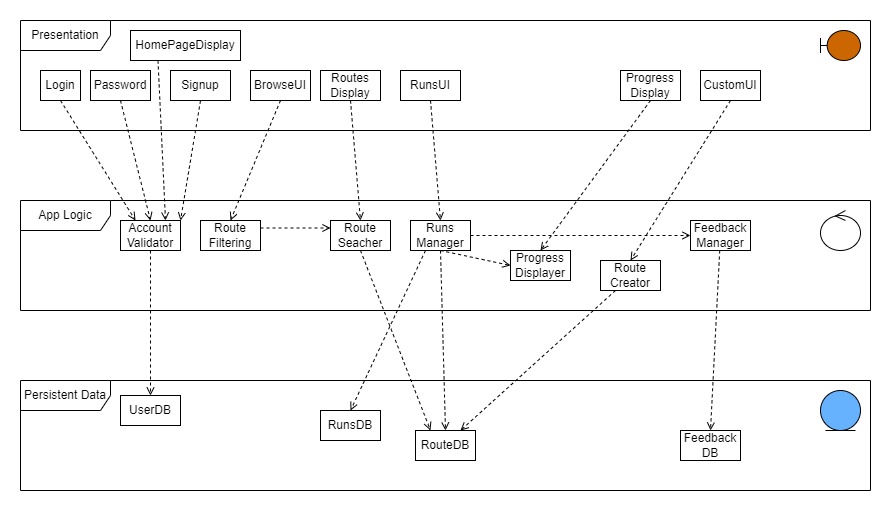 Presentation
HomePageDisplay
Login
Password
Signup
BrowseUI
Routes
Display
RunsUI
Progress
Display
CustomUI
App Logic
Account
Validator
Route
Filtering
Route
Seacher
Runs
Manager
Progress
Displayer
Route
Creator
Feedback
Manager
Persistent Data
UserDB
RunsDB
RouteDB
Feedback
DB